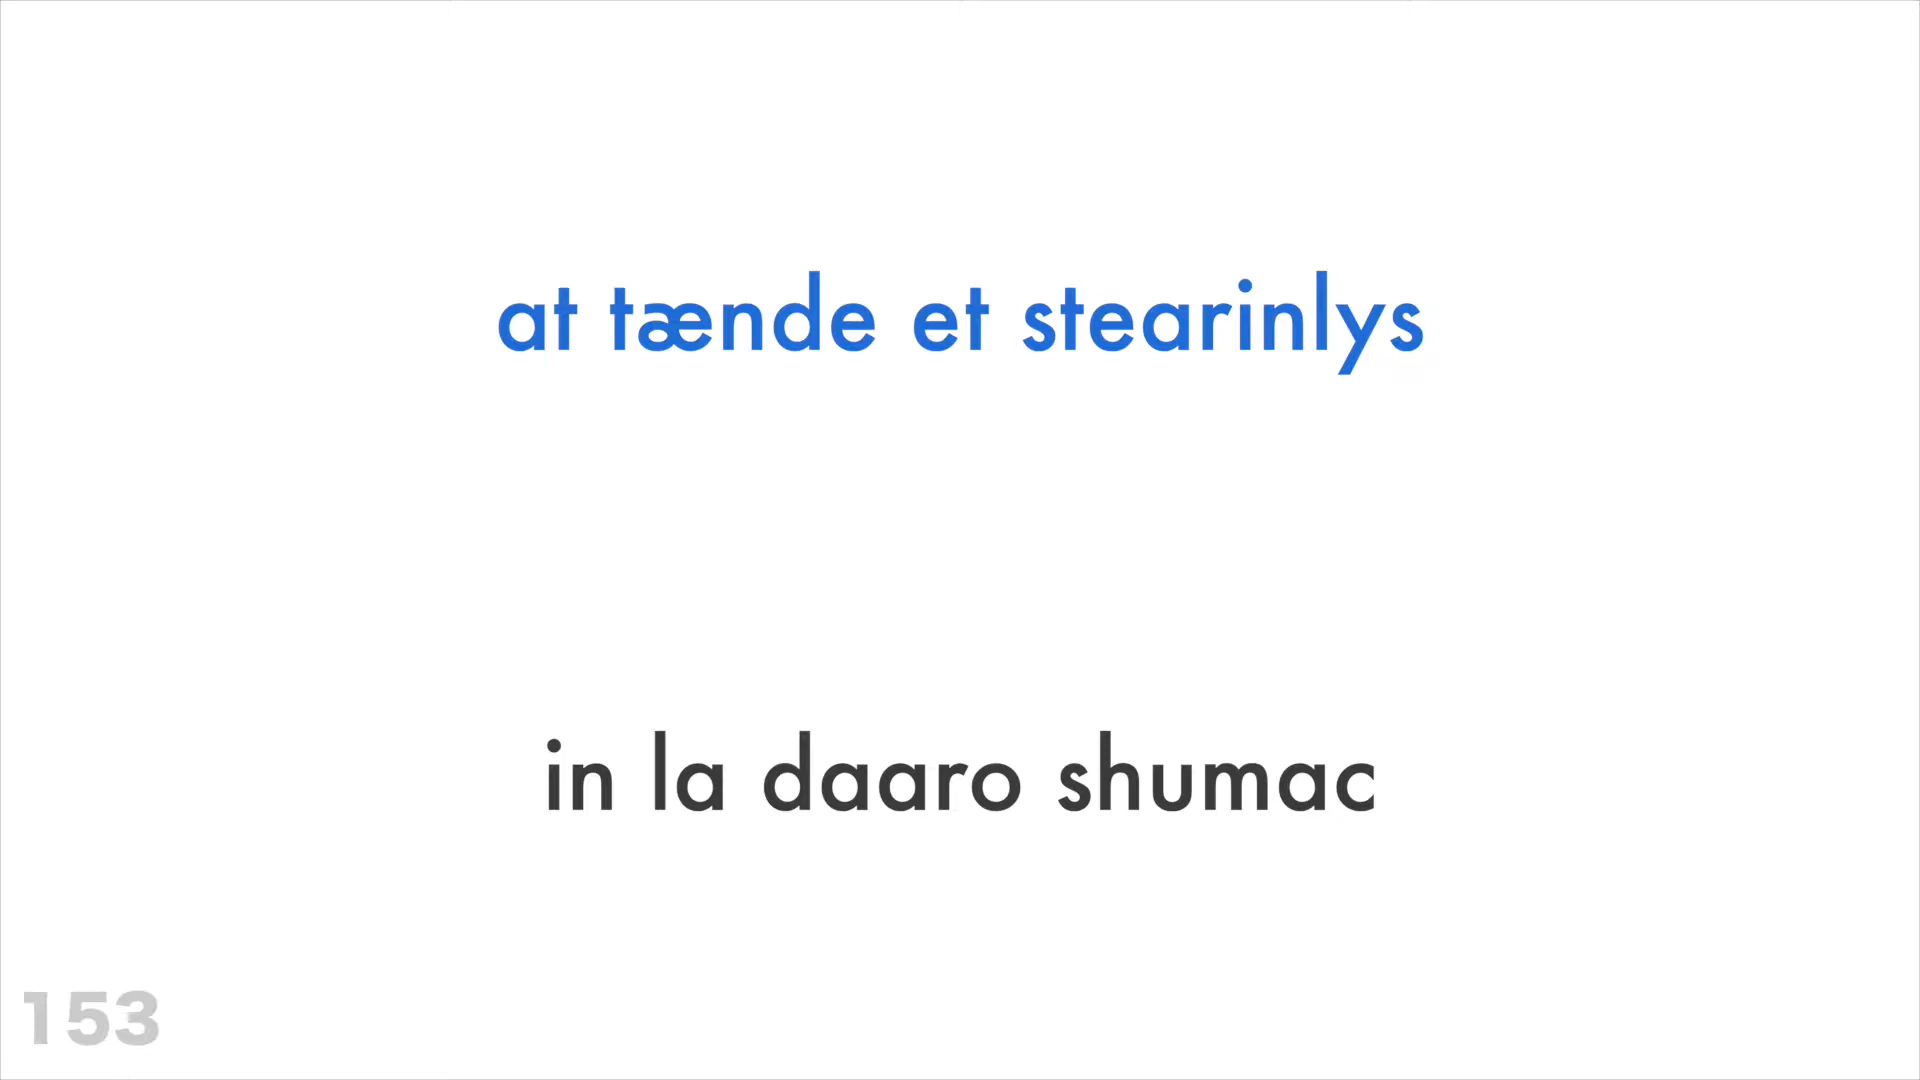 at tænde et stearinlys
in la daaro shumac
153